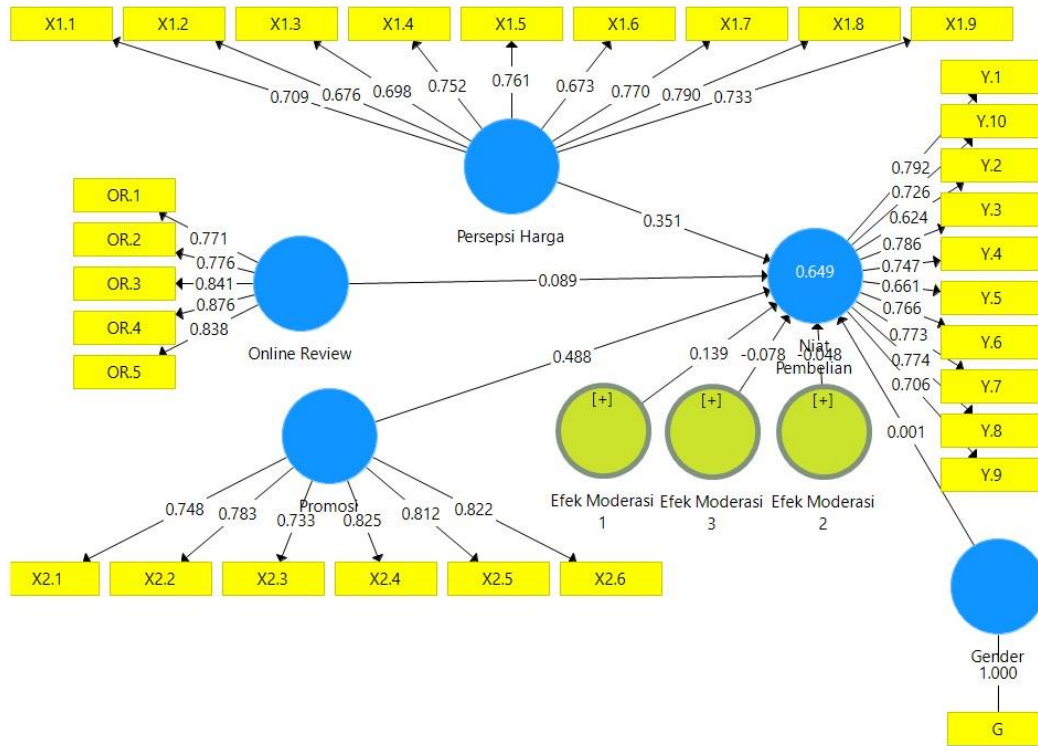 X1.1 X1.2 X1.3 X1.4 X1.5 X1.6 X1.7 X1.8 X1.9
0.709 0.676 0.698 0.752 0.761 0.673 0.770 0.790 0.733
Persepsi Harga
0.351
OR.1
OR.2
OR.3
OR.4
OR.5
0.771
0.776
0.841
0.876
0.838
Online Review
0.089
0.649
Niat
Pembelian
Y.1
Y.10
Y.2
Y.3
Y.4
Y.5
Y.6
Y.7
Y.8
Y.9
0.792
0.726
0.624
0.786
0.747
0.661
0.766
0.773
0.774
0.706
0.488
0.139 -0.078 -0.048
[+] [+] [+]
Efek Moderasi
1
Efek Moderasi
3
Efek Moderasi
2
0.001
Promosi
0.748 0.783 0.733 0.825 0.812 0.822
X2.1 X2.2 X2.3 X2.4 X2.5 X2.6
Gender
1.000
G